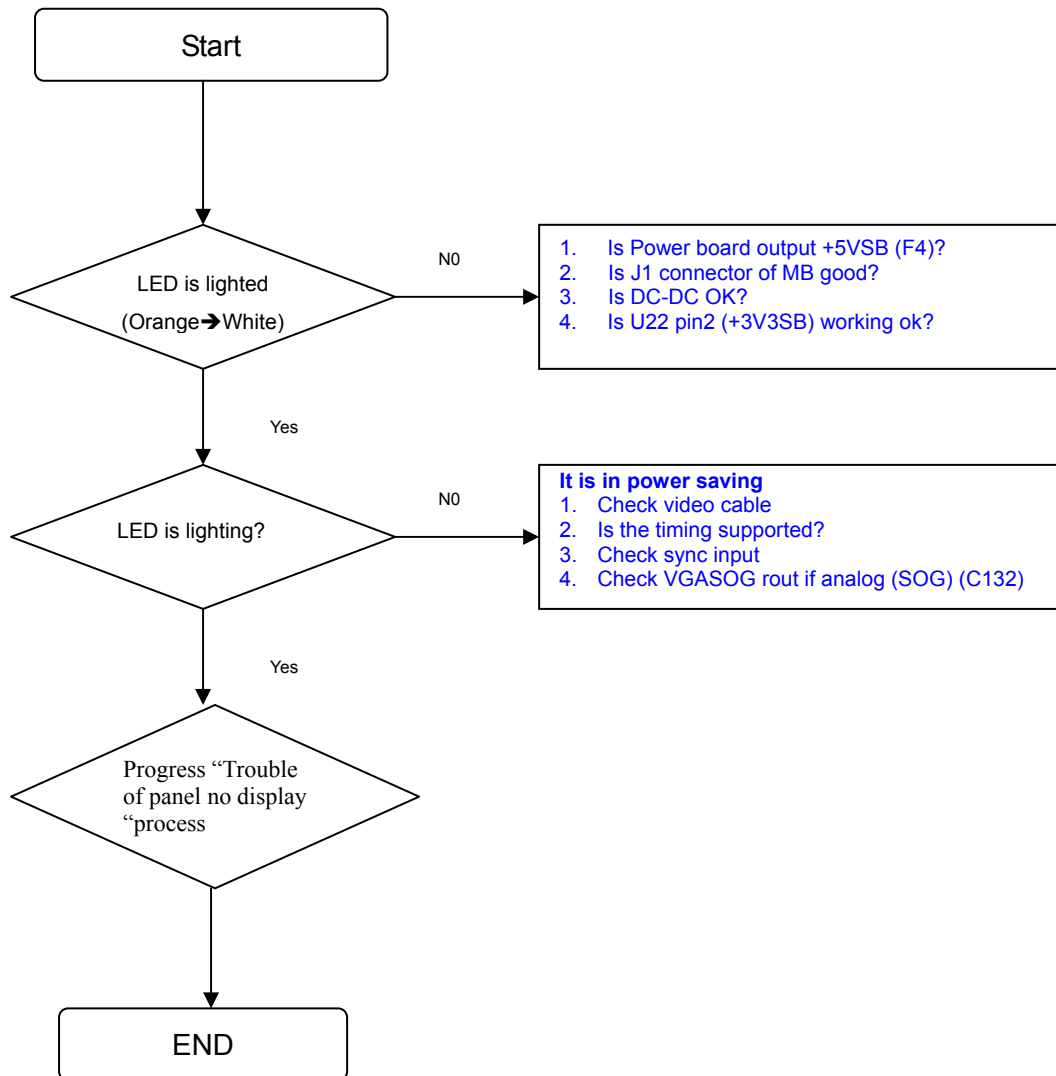 Start
LED is lighted
(Orange➔White)
N0
1. Is Power board output +5VSB (F4)?
2. Is J1 connector of MB good?
3. Is DC-DC OK?
4. Is U22 pin2 (+3V3SB) working ok?
Yes
LED is lighting?
N0
It is in power saving
1. Check video cable
2. Is the timing supported?
3. Check sync input
4. Check VGASOG rout if analog (SOG) (C132)
Yes
Progress “Trouble
of panel no display
“process
END